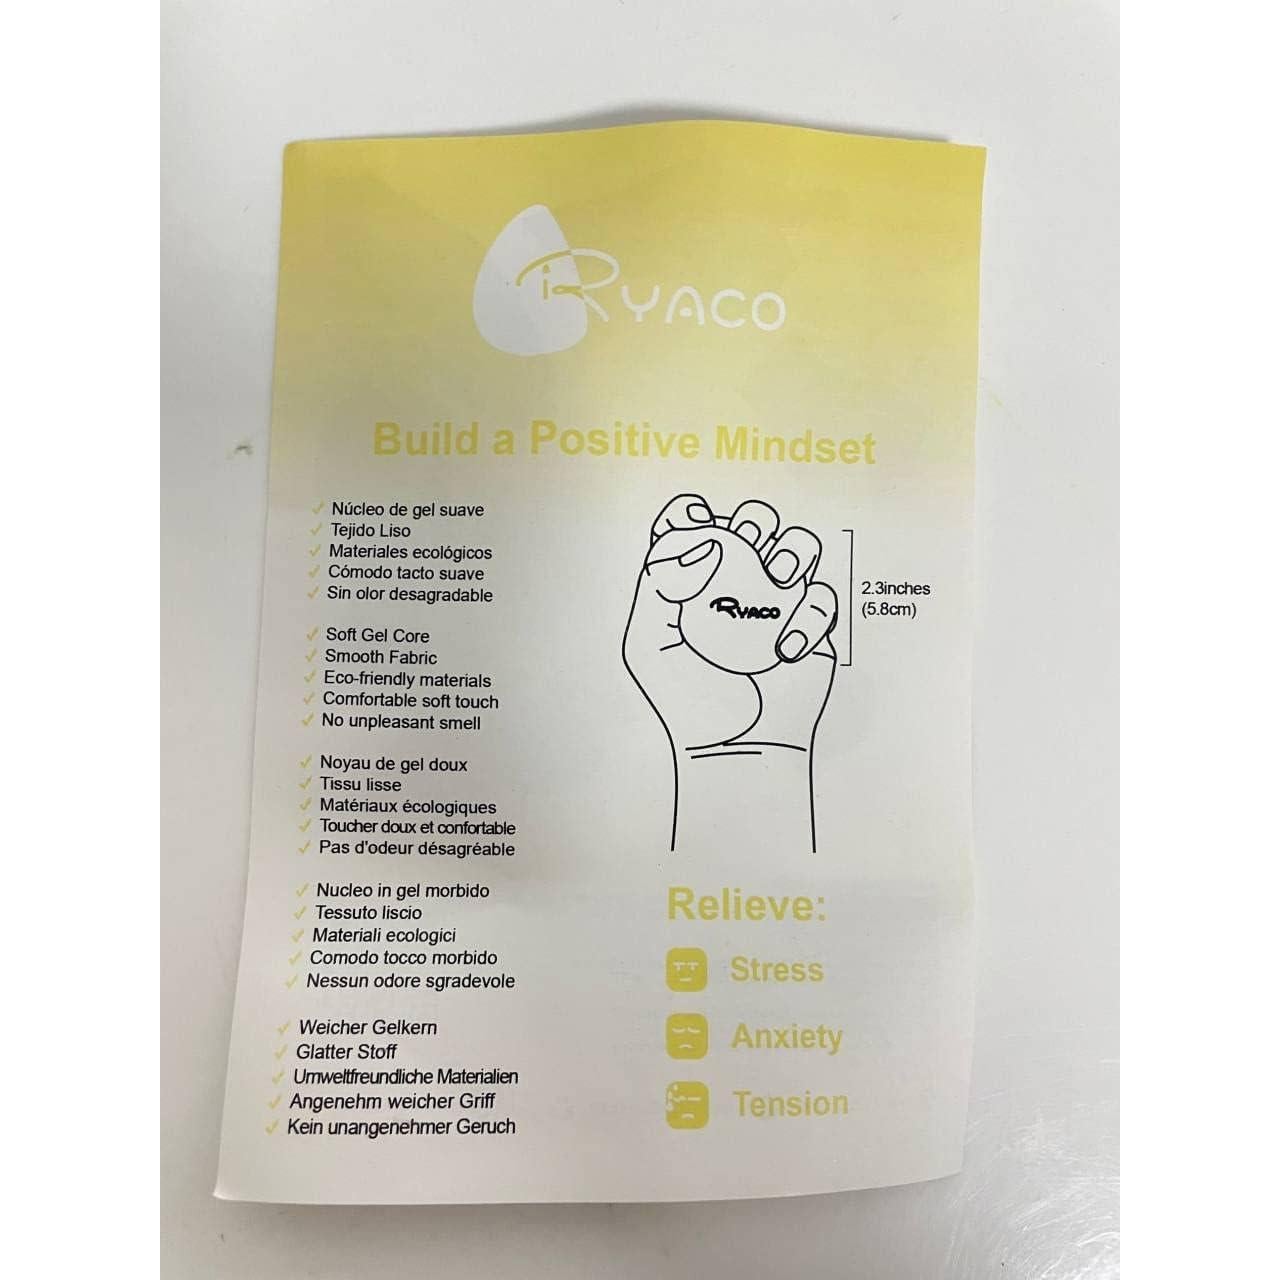 RYACO
Build a Positive Mindset
Núcleo de gel suave
Tejido Liso
Materiales ecológicos
Cómodo tacto suave
Sin olor desagradable
Soft Gel Core
Smooth Fabric
Eco-friendly materials
Comfortable soft touch
No unpleasant smell
Noyau de gel doux
Tissu lisse
Matériaux écologiques
Toucher doux et confortable
Pas d'odeur désagréable
Nucleo in gel morbido
Tessuto liscio
Materiali ecologici
Comodo tocco morbido
Nessun odore sgradevole
Weicher Gelkern
Glatter Stoff
Umweltfreundliche Materialien
Angenehm weicher Griff
Kein unangenehmer Geruch
RYACO
2.3inches
(5.8cm)
Relieve:
Stress
Anxiety
Tension